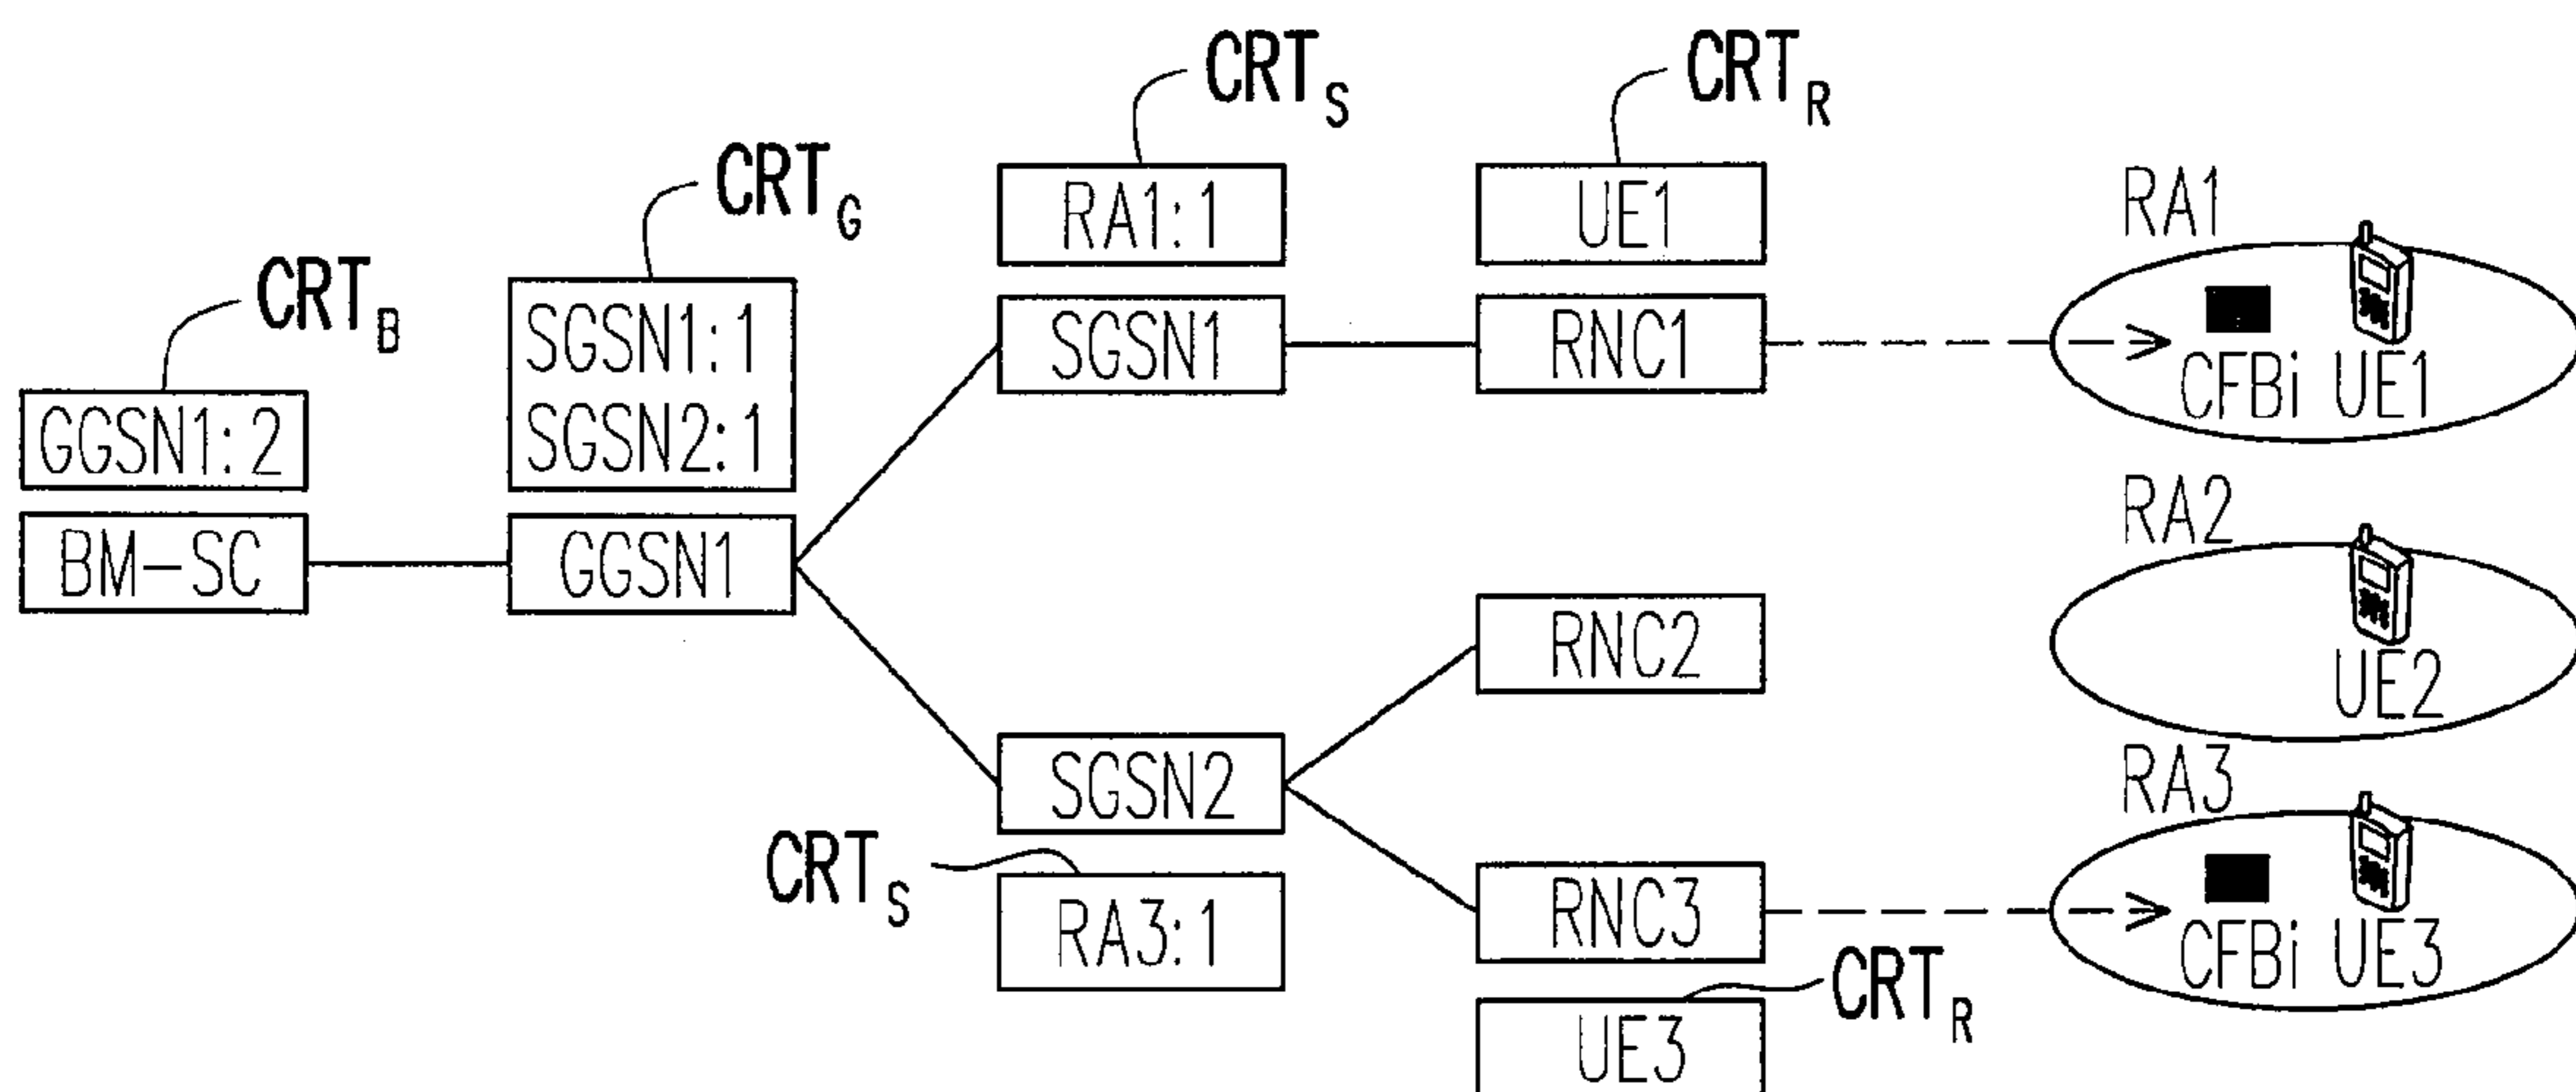 CRT_S
CRT_R
CRT_G
RA1:1
UE1
RA1
CRT_B
SGSN1:1
SGSN2:1
SGSN1
RNC1
CFBi UE1
GGSN1:2
BM-SC
GGSN1
RA2
RNC2
UE2
SGSN2
RA3
CRT_S
RA3:1
RNC3
CFBi UE3
CRT_R
UE3